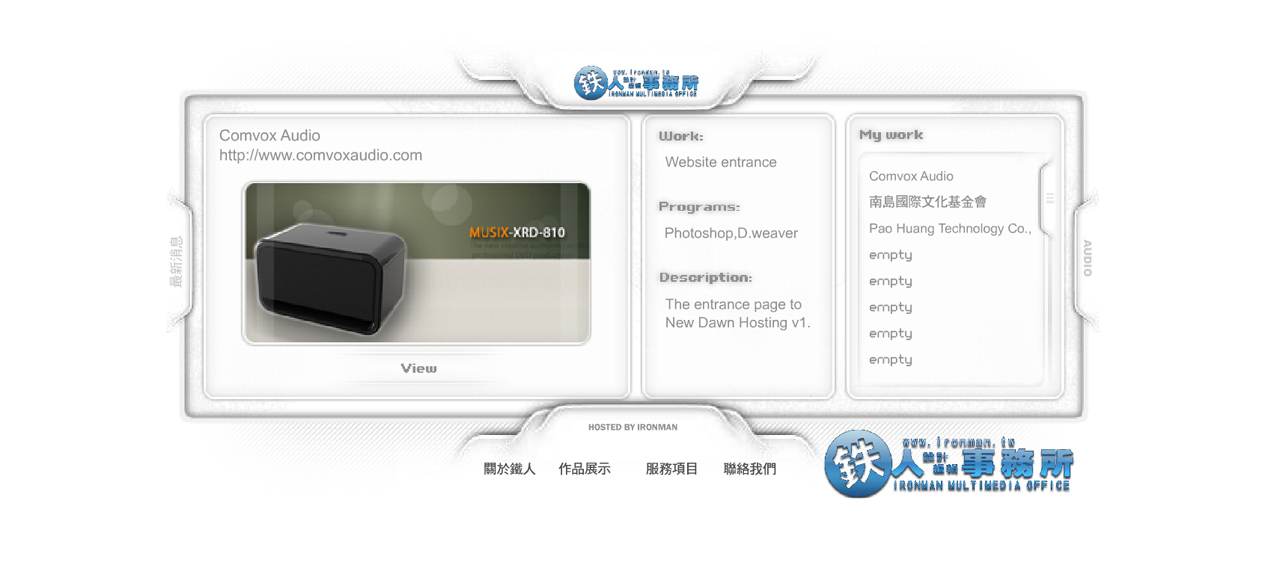 www.ironman.tw
鉄人設計編輯事務所
IRONMAN MULTIMEDIA OFFICE
Comvox Audio
http://www.comvoxaudio.com
MUSIX-XRD-810
View
Work:
Website entrance
Programs:
Photoshop,D.weaver
Description:
The entrance page to
New Dawn Hosting v1.
My work
Comvox Audio
南島國際文化基金會
Pao Huang Technology Co.,
empty
empty
empty
empty
empty
最新消息
AUDIO
HOSTED BY IRONMAN
關於鐵人
作品展示
服務項目
聯絡我們
www.ironman.tw
鉄人設計編輯事務所
IRONMAN MULTIMEDIA OFFICE